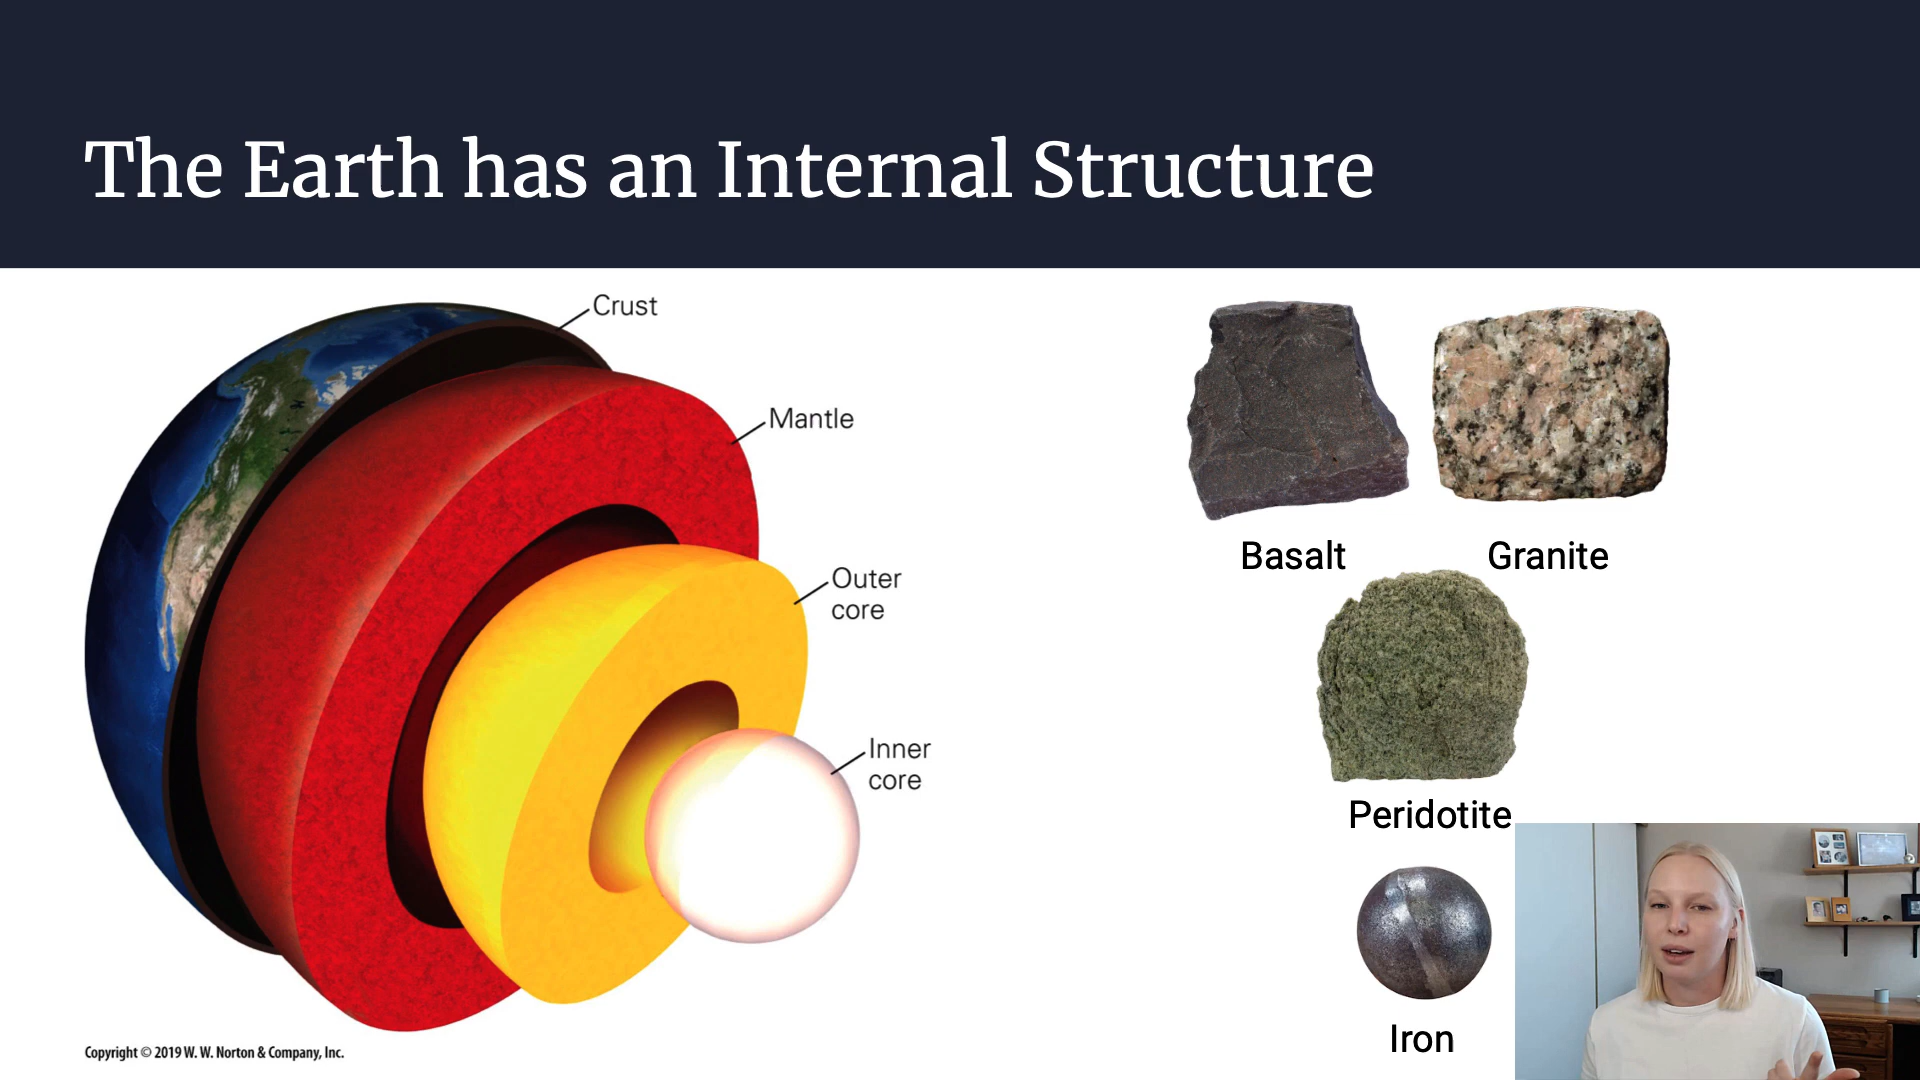 The Earth has an Internal Structure
Crust
Mantle
Outer
core
Inner
core
Copyright © 2019 W. W. Norton & Company, Inc.
Basalt
Granite
Peridotite
Iron